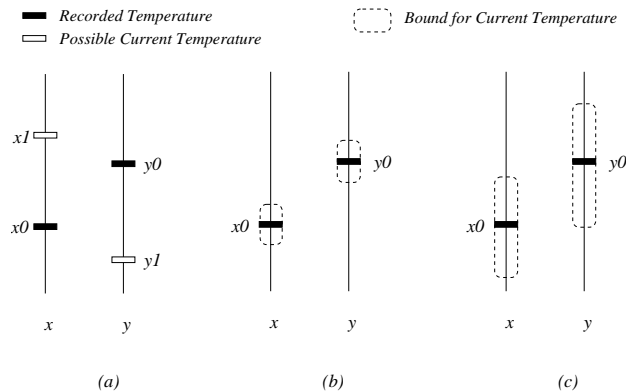 Recorded Temperature
Possible Current Temperature
Bound for Current Temperature
x1
x0
y0
y1
x
y
(a)
x0
y0
x
y
(b)
x0
y0
x
y
(c)